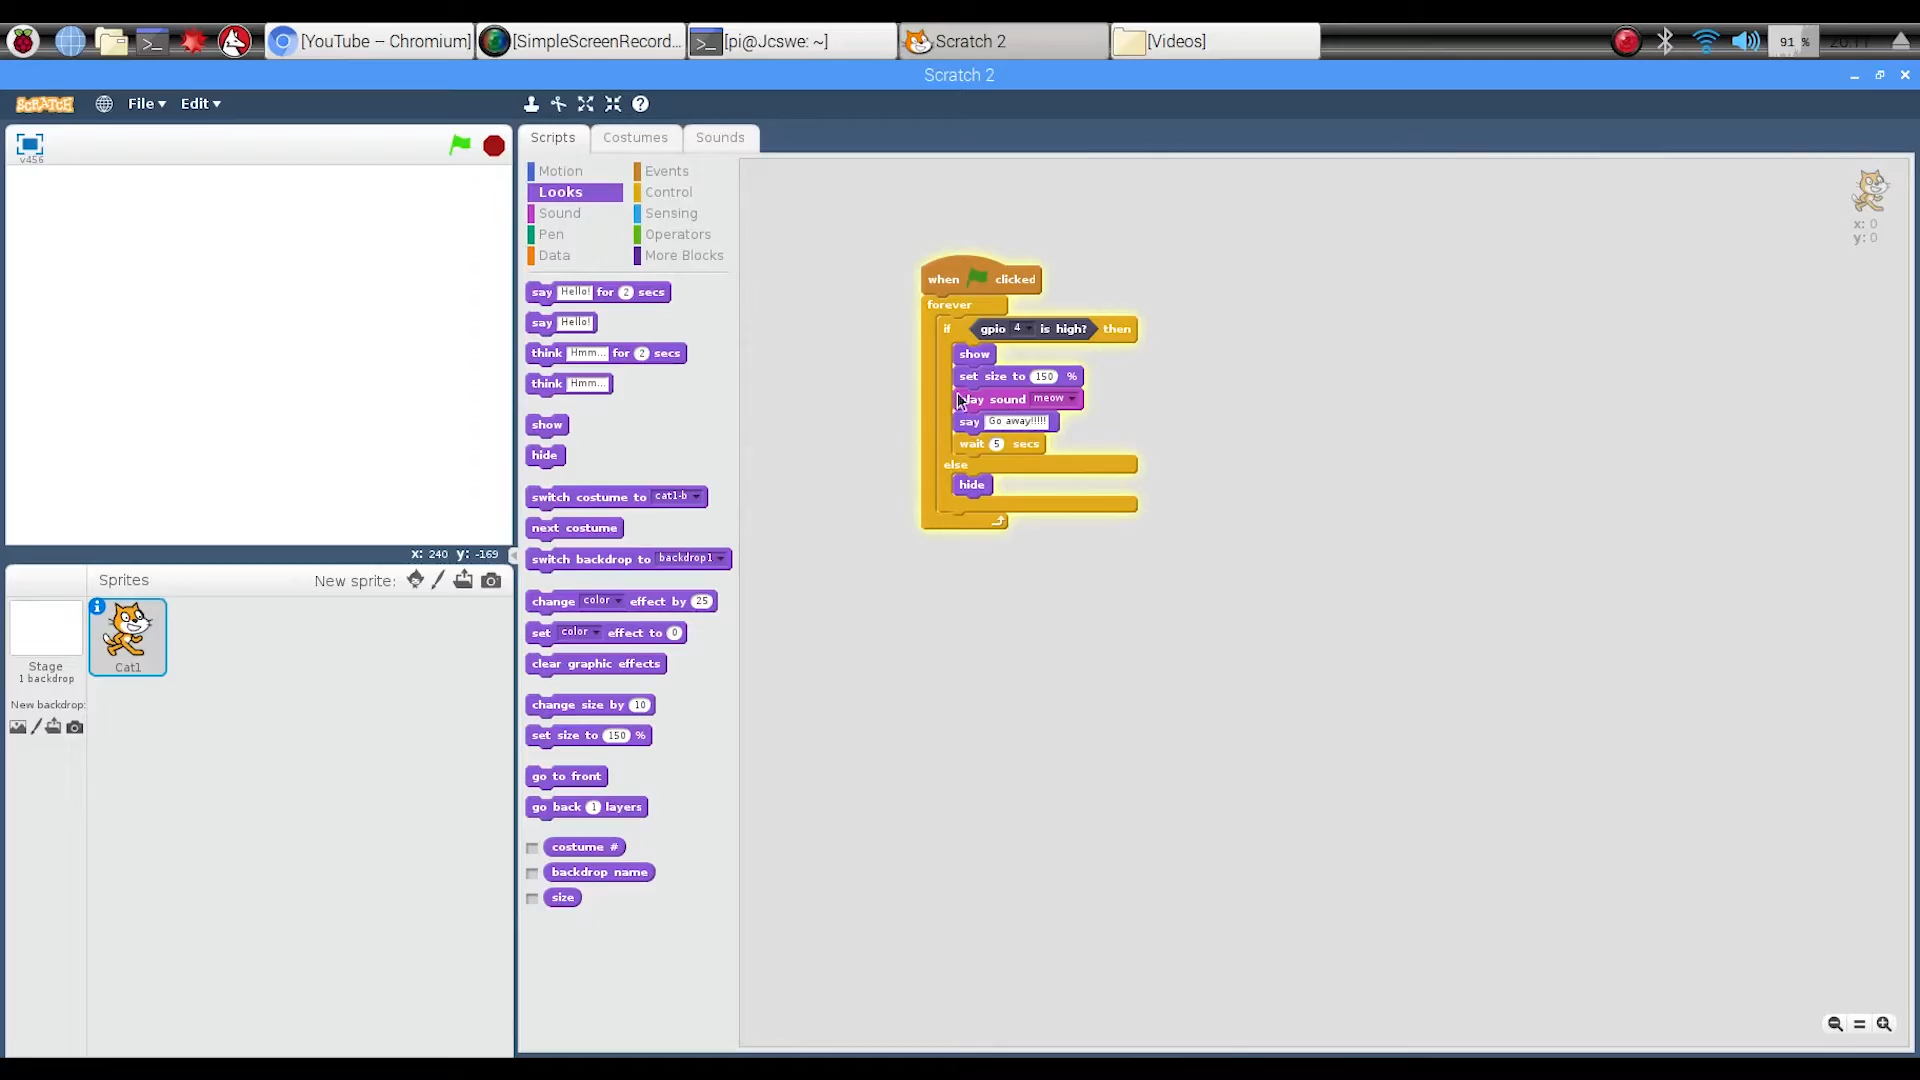 [YouTube – Chromium]
[SimpleScreenRecord...
[pi@Jcswe: ~]
Scratch 2
[Videos]
91 %
Scratch 2
SCRATCH
File
Edit
v456
Scripts
Costumes
Sounds
Motion
Events
Looks
Control
Sound
Sensing
Pen
Operators
Data
More Blocks
say Hello! for 2 secs
say Hello!
think Hmm... for 2 secs
think Hmm...
show
hide
switch costume to cat1-b
next costume
switch backdrop to backdrop1
change color effect by 25
set color effect to 0
clear graphic effects
change size by 10
set size to 150 %
go to front
go back 1 layers
costume #
backdrop name
size
when clicked
forever
if gpio 4 is high? then
show
set size to 150 %
lay sound meow
say Go away!!!!!
wait 5 secs
else
hide
x: 0
y: 0
x: 240 y: -169
Sprites
New sprite:
Stage
1 backdrop
New backdrop:
Cat1